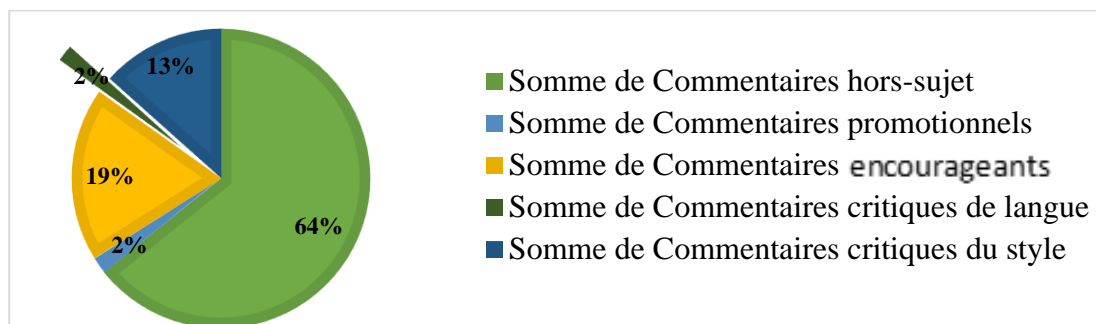 2%
13%
19%
2%
64%
Somme de Commentaires hors-sujet
Somme de Commentaires promotionnels
Somme de Commentaires encourageants
Somme de Commentaires critiques de langue
Somme de Commentaires critiques du style